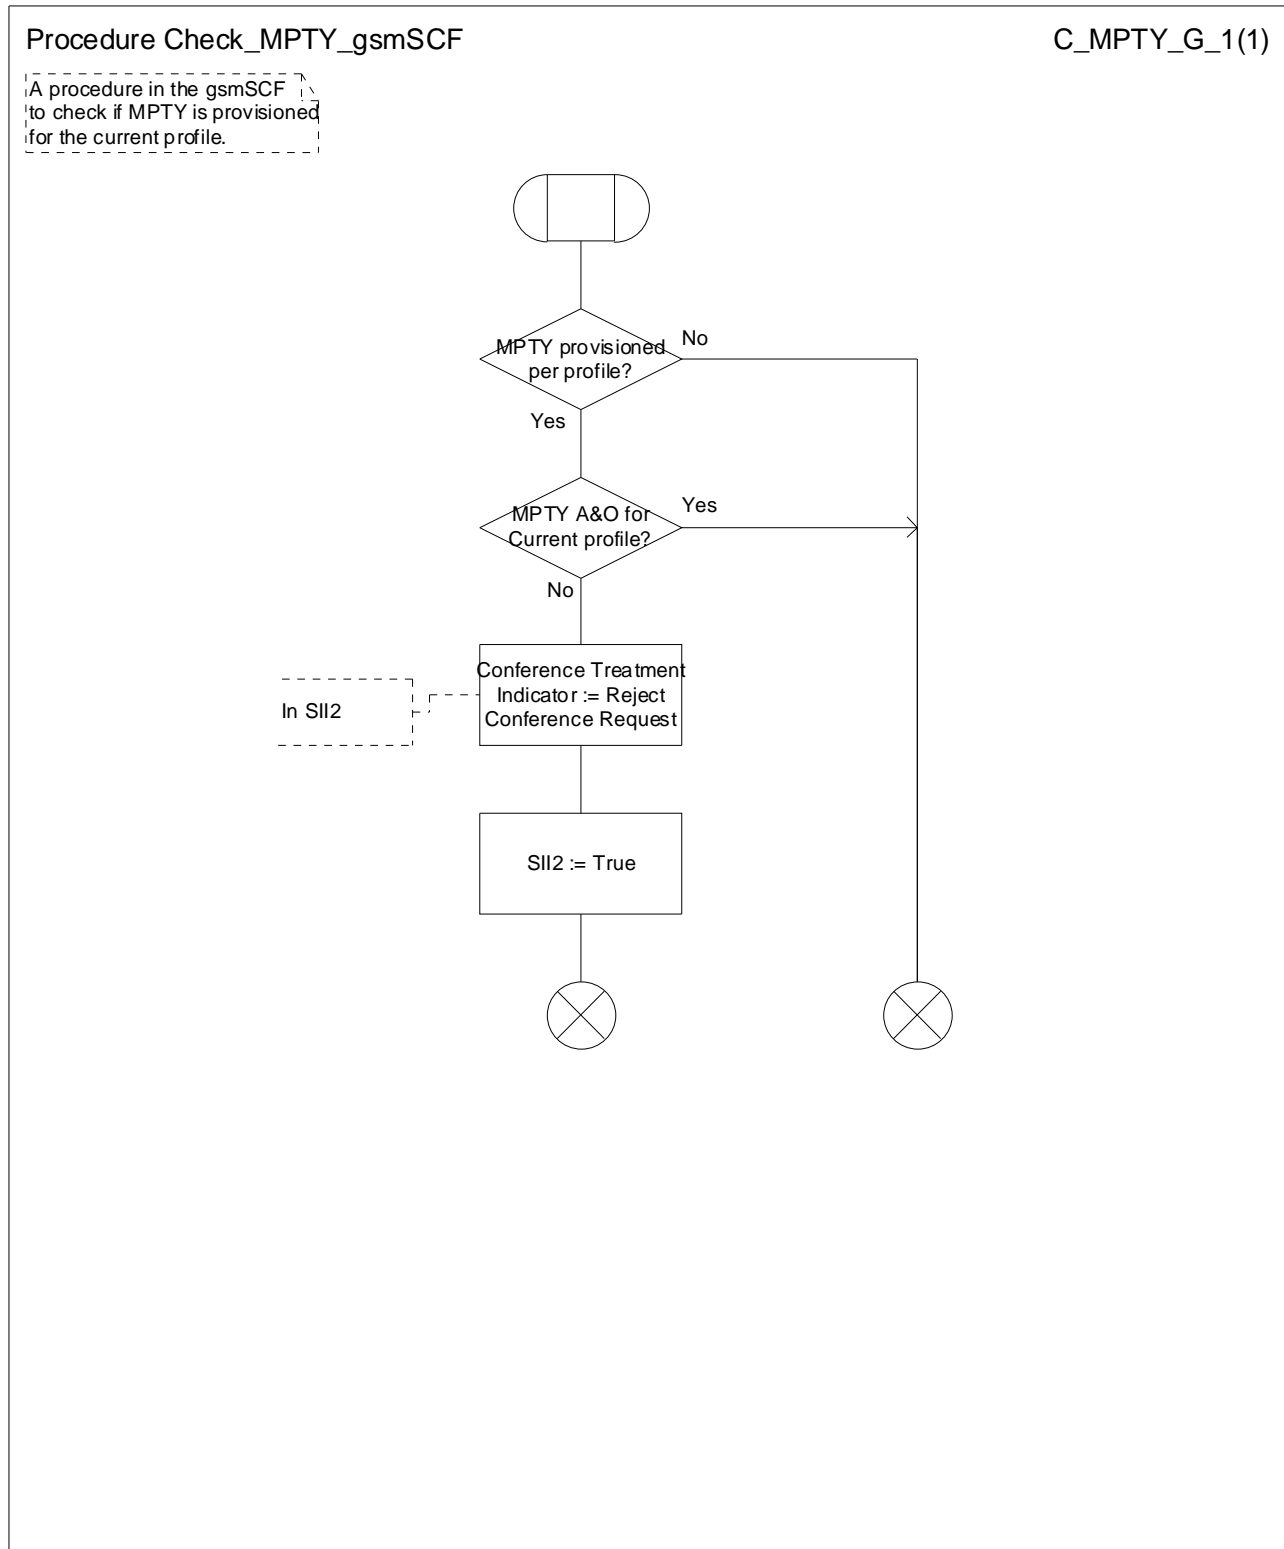 Procedure Check_MPTY_gsmSCF
C_MPTY_G_1(1)
A procedure in the gsmSCF
to check if MPTY is provisioned
for the current profile.
MPTY provisioned
per profile?
No
Yes
MPTY A&O for
Current profile?
Yes
No
Conference Treatment
Indicator := Reject
Conference Request
In SII2
SII2 := True